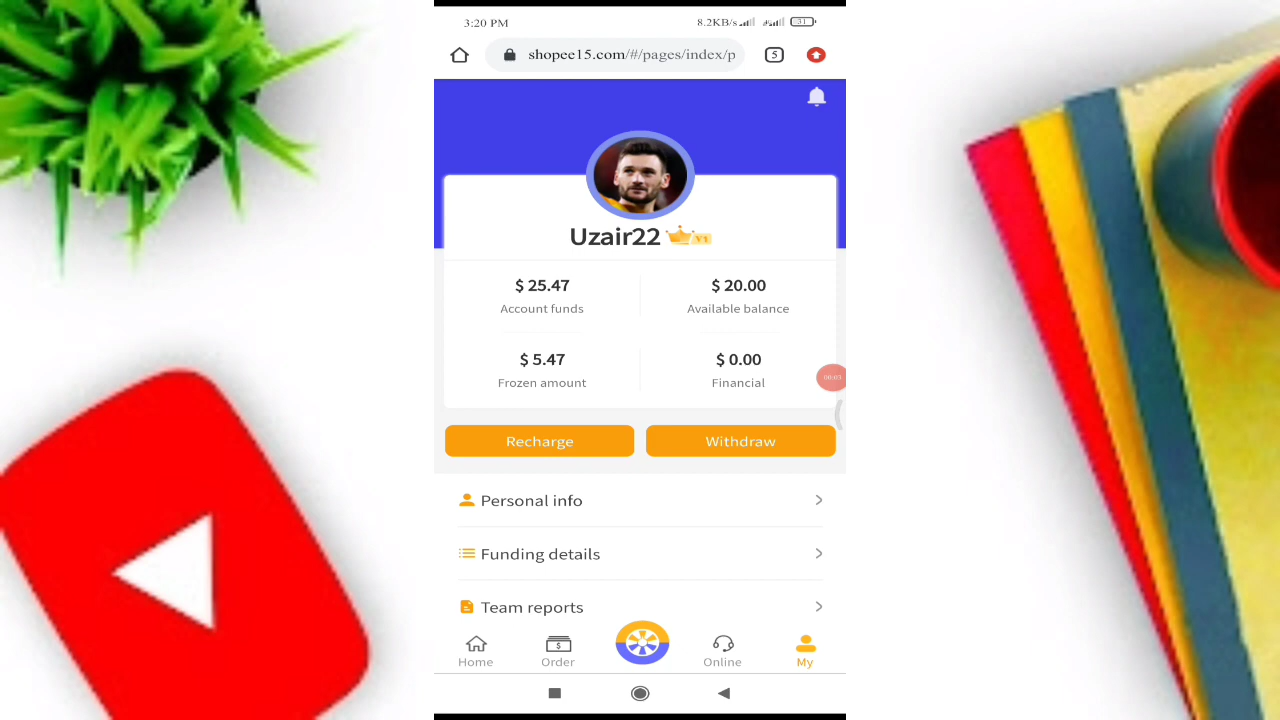 3:20 PM 8.2KB/s 31
shopee15.com/#/pages/index/p 5
Uzair22 V1
$ 25.47 $ 20.00
Account funds Available balance
$ 5.47 $ 0.00
Frozen amount Financial
Recharge Withdraw
Personal info
Funding details
Team reports
Home Order Online My